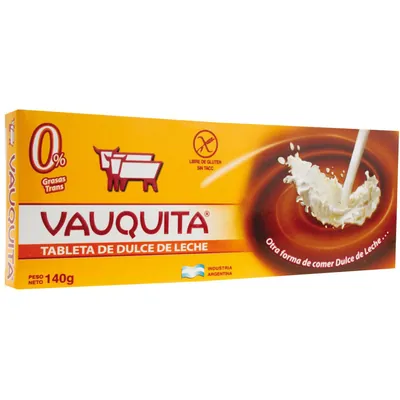 0%
Grasas
Trans
LIBRE DE GLUTEN
SIN TACC
VAUQUITA®
TABLETA DE DULCE DE LECHE
Otra forma de comer Dulce de Leche...
PESO
NETO 140g
INDUSTRIA
ARGENTINA
VAUQUITA